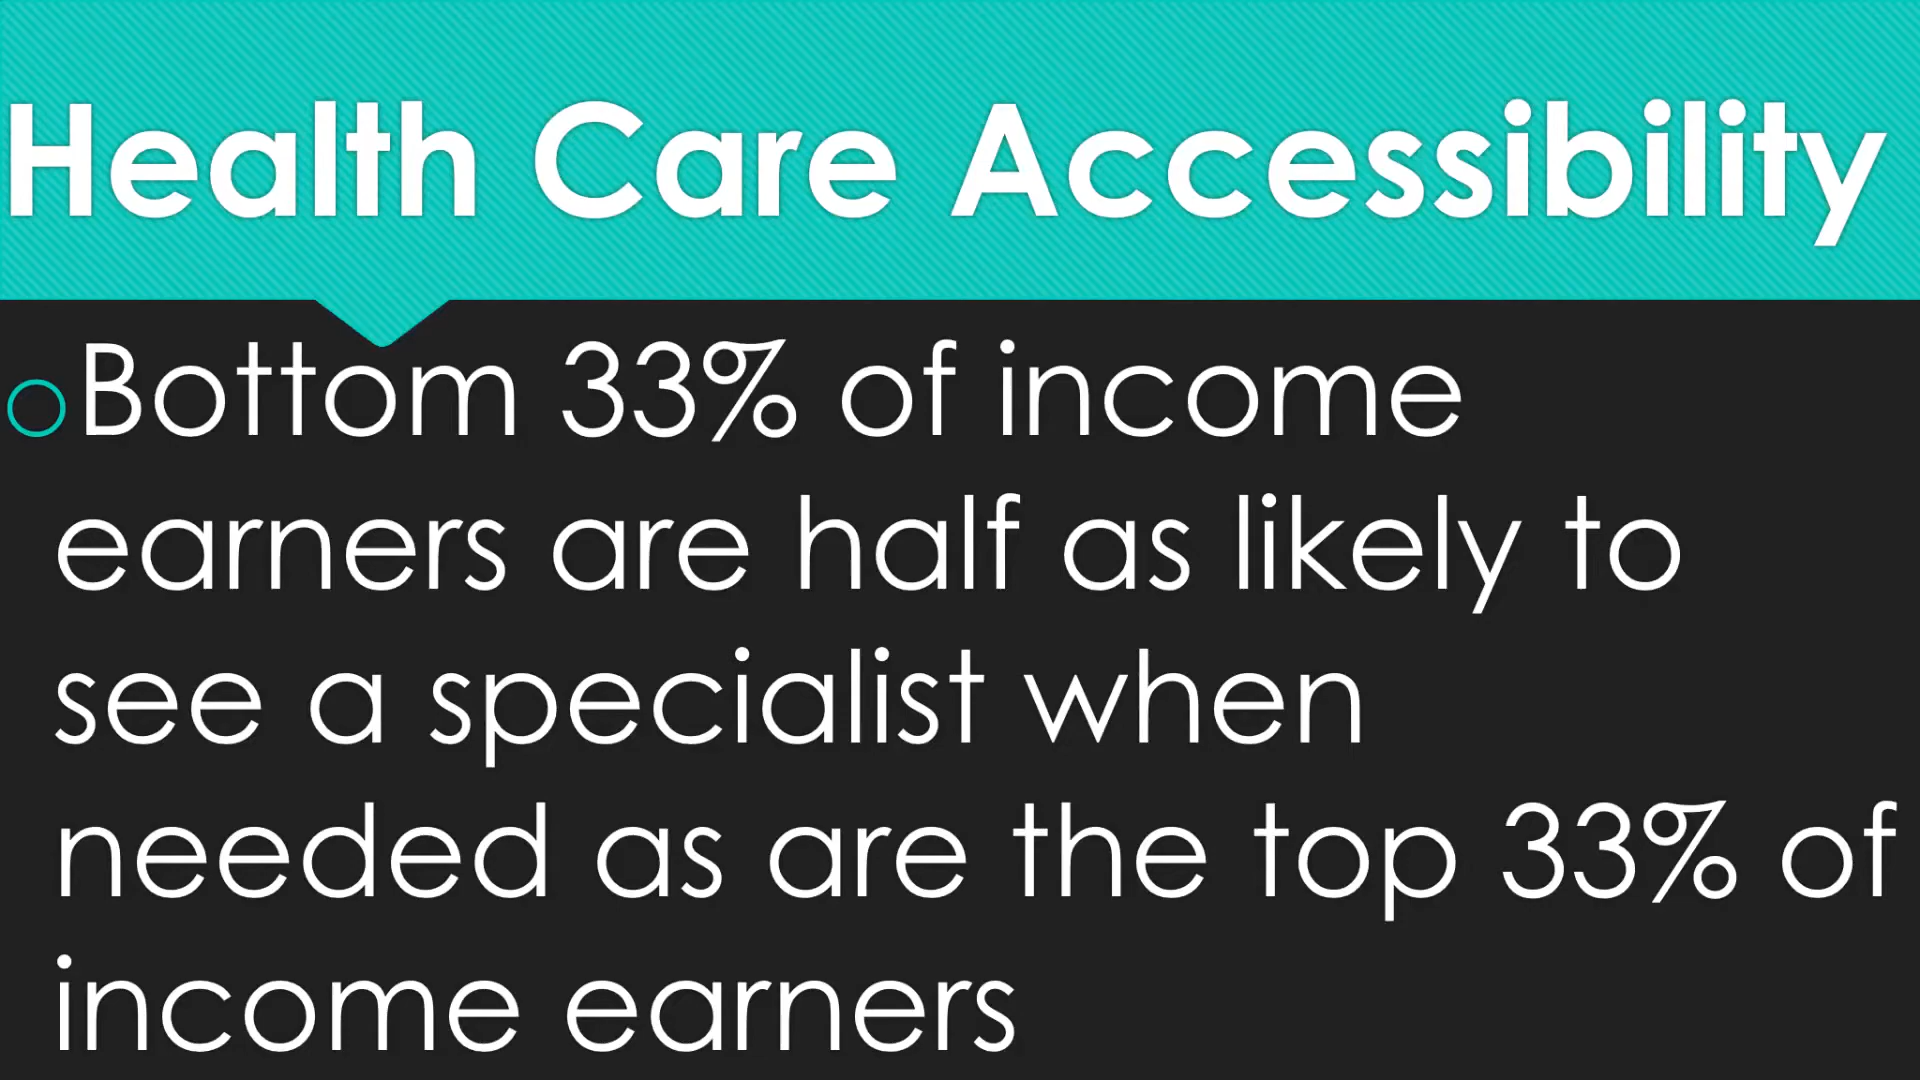 Health Care Accessibility
Bottom 33% of income
earners are half as likely to
see a specialist when
needed as are the top 33% of
income earners